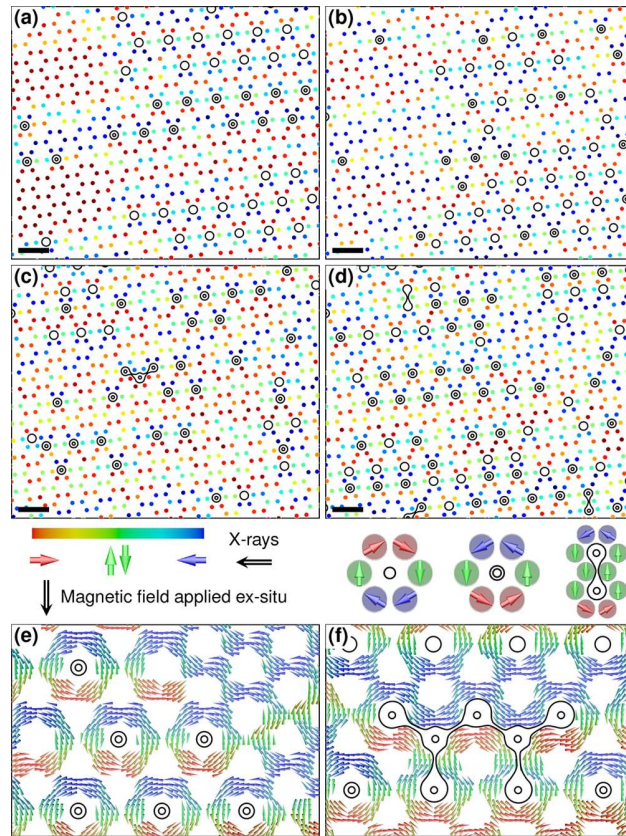 (a)
(b)
(c)
(d)
X-rays
Magnetic field applied ex-situ
(e)
(f)